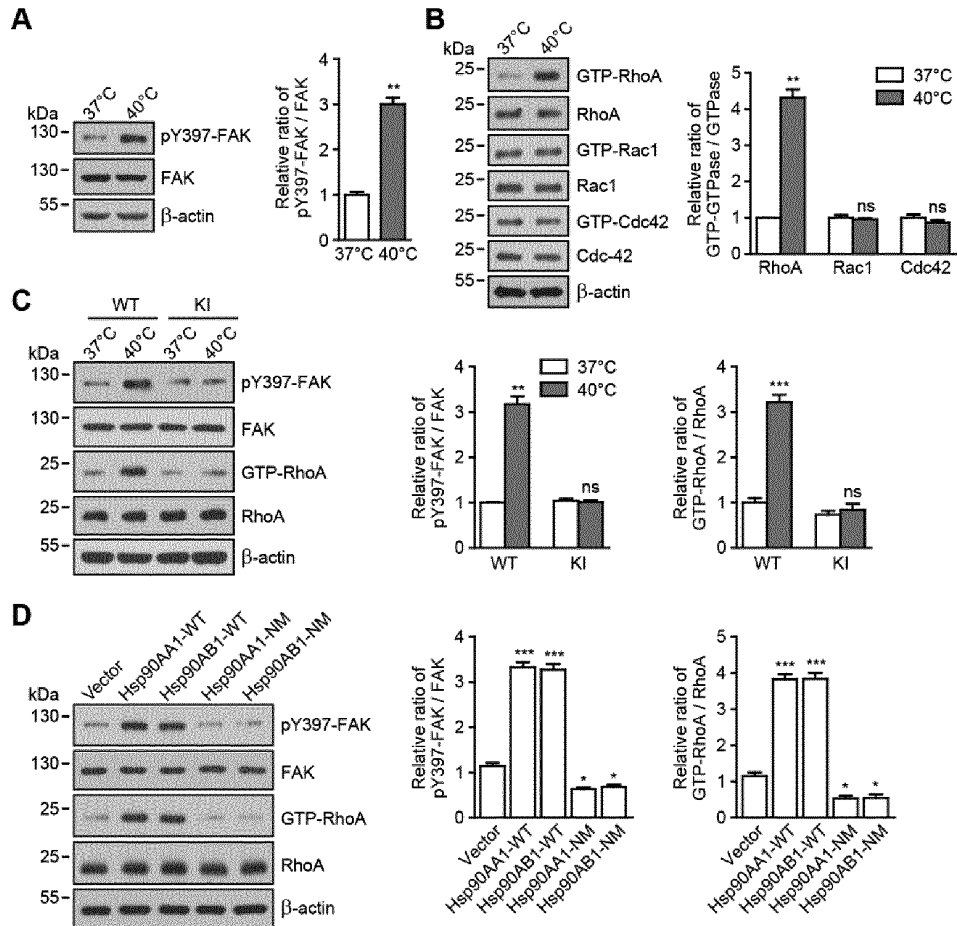 A
kDa
37°C 40°C
130
pY397-FAK
130
FAK
55
β-actin
Relative ratio of
pY397-FAK / FAK
4
3
2
1
0
**
37°C 40°C
B
kDa
37°C 40°C
25
GTP-RhoA
25
RhoA
25
GTP-Rac1
25
Rac1
25
GTP-Cdc42
25
Cdc-42
55
β-actin
37°C
40°C
Relative ratio of
GTP-GTPase / GTPase
5
4
3
2
1
0
**
ns
ns
RhoA Rac1 Cdc42
C
WT KI
kDa
37°C 40°C 37°C 40°C
130
pY397-FAK
130
FAK
25
GTP-RhoA
25
RhoA
55
β-actin
37°C
40°C
Relative ratio of
pY397-FAK / FAK
4
3
2
1
0
**
ns
WT KI
Relative ratio of
GTP-RhoA / RhoA
4
3
2
1
0
***
ns
WT KI
D
kDa
Vector
Hsp90AA1-WT
Hsp90AB1-WT
Hsp90AA1-NM
Hsp90AB1-NM
130
pY397-FAK
130
FAK
25
GTP-RhoA
25
RhoA
55
β-actin
Relative ratio of
pY397-FAK / FAK
4
3
2
1
0
*** ***
* *
Vector
Hsp90AA1-WT
Hsp90AB1-WT
Hsp90AA1-NM
Hsp90AB1-NM
Relative ratio of
GTP-RhoA / RhoA
5
4
3
2
1
0
*** ***
* *
Vector
Hsp90AA1-WT
Hsp90AB1-WT
Hsp90AA1-NM
Hsp90AB1-NM